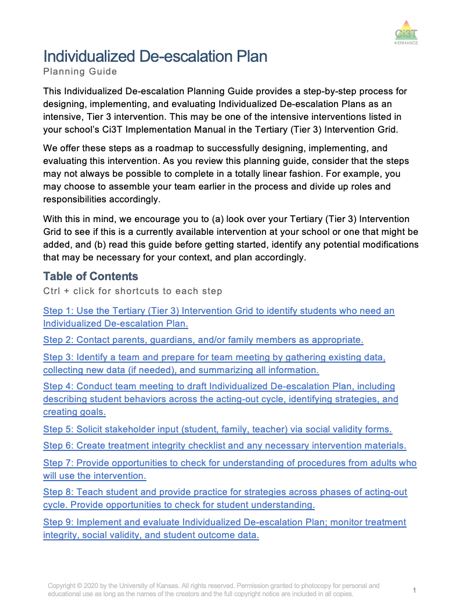 Ci3T
ENHANCE
Individualized De-escalation Plan
Planning Guide
This Individualized De-escalation Planning Guide provides a step-by-step process for
designing, implementing, and evaluating Individualized De-escalation Plans as an
intensive, Tier 3 intervention. This may be one of the intensive interventions listed in
your school's Ci3T Implementation Manual in the Tertiary (Tier 3) Intervention Grid.
We offer these steps as a roadmap to successfully designing, implementing, and
evaluating this intervention. As you review this planning guide, consider that the steps
may not always be possible to complete in a totally linear fashion. For example, you
may choose to assemble your team earlier in the process and divide up roles and
responsibilities accordingly.
With this in mind, we encourage you to (a) look over your Tertiary (Tier 3) Intervention
Grid to see if this is a currently available intervention at your school or one that might be
added, and (b) read this guide before getting started, identify any potential modifications
that may be necessary for your context, and plan accordingly.
Table of Contents
Ctrl + click for shortcuts to each step
Step 1: Use the Tertiary (Tier 3) Intervention Grid to identify students who need an
Individualized De-escalation Plan.
Step 2: Contact parents, guardians, and/or family members as appropriate.
Step 3: Identify a team and prepare for team meeting by gathering existing data,
collecting new data (if needed), and summarizing all information.
Step 4: Conduct team meeting to draft Individualized De-escalation Plan, including
describing student behaviors across the acting-out cycle, identifying strategies, and
creating goals.
Step 5: Solicit stakeholder input (student, family, teacher) via social validity forms.
Step 6: Create treatment integrity checklist and any necessary intervention materials.
Step 7: Provide opportunities to check for understanding of procedures from adults who
will use the intervention.
Step 8: Teach student and provide practice for strategies across phases of acting-out
cycle. Provide opportunities to check for student understanding.
Step 9: Implement and evaluate Individualized De-escalation Plan; monitor treatment
integrity, social validity, and student outcome data.
Copyright © 2020 by the University of Kansas. All rights reserved. Permission granted to photocopy for personal and
educational use as long as the names of the creators and the full copyright notice are included in all copies.
1